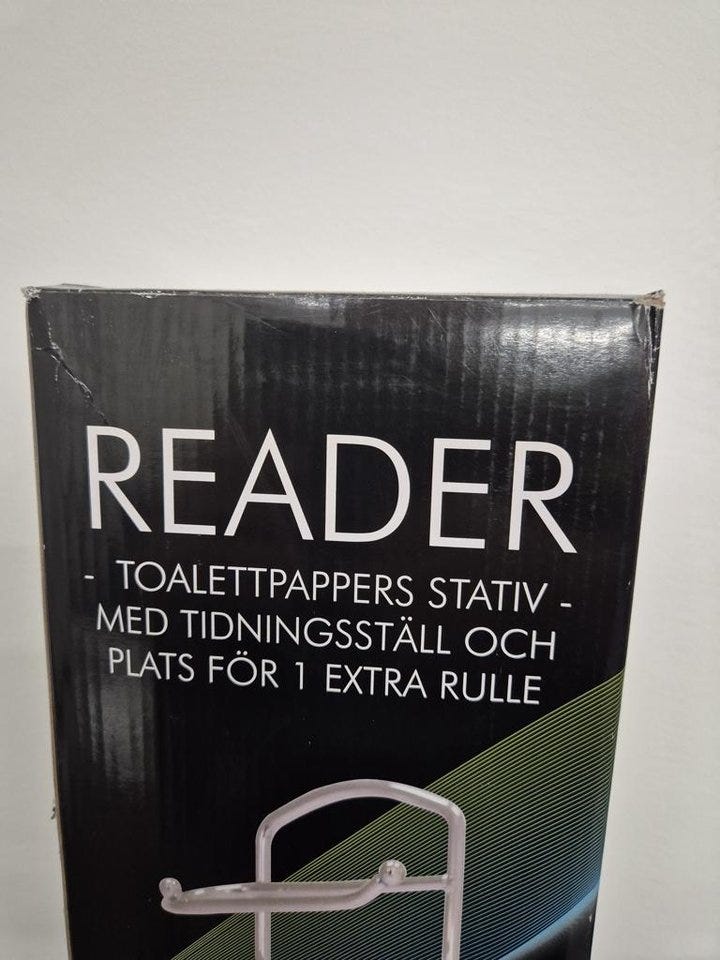 READER
- TOALETTPAPPERS STATIV -
MED TIDNINGSSTÄLL OCH
PLATS FÖR 1 EXTRA RULLE